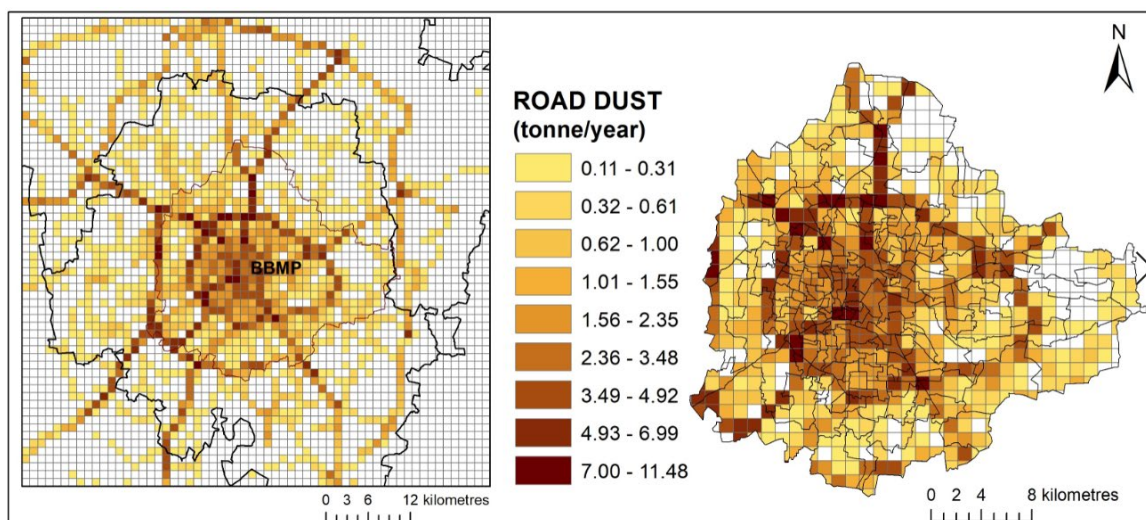 BBMP
0 3 6 12 kilometres
ROAD DUST
(tonne/year)
0.11 - 0.31
0.32 - 0.61
0.62 - 1.00
1.01 - 1.55
1.56 - 2.35
2.36 - 3.48
3.49 - 4.92
4.93 - 6.99
7.00 - 11.48
N
0 2 4 8 kilometres